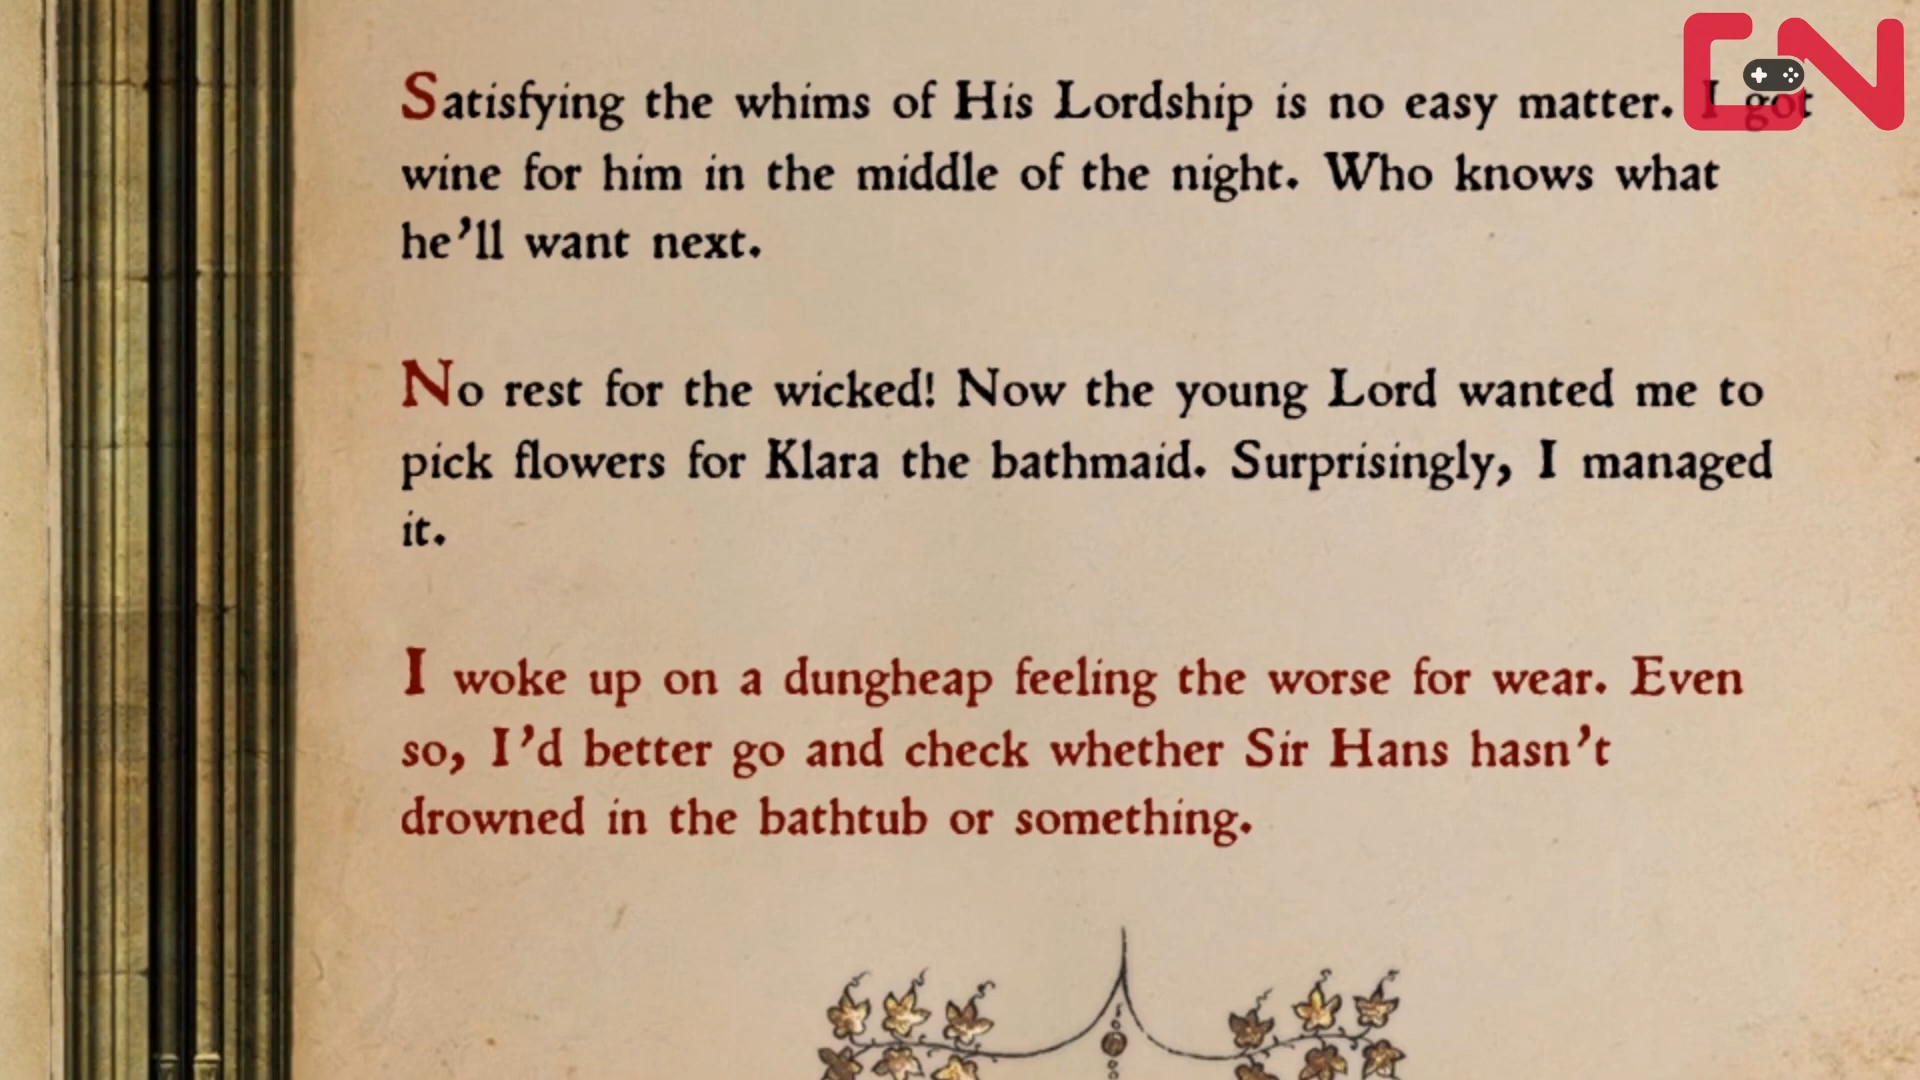 Satisfying the whims of His Lordship is no easy matter. I got
wine for him in the middle of the night. Who knows what
he’ll want next.
No rest for the wicked! Now the young Lord wanted me to
pick flowers for Klara the bathmaid. Surprisingly, I managed
it.
I woke up on a dungheap feeling the worse for wear. Even
so, I’d better go and check whether Sir Hans hasn’t
drowned in the bathtub or something.
GN